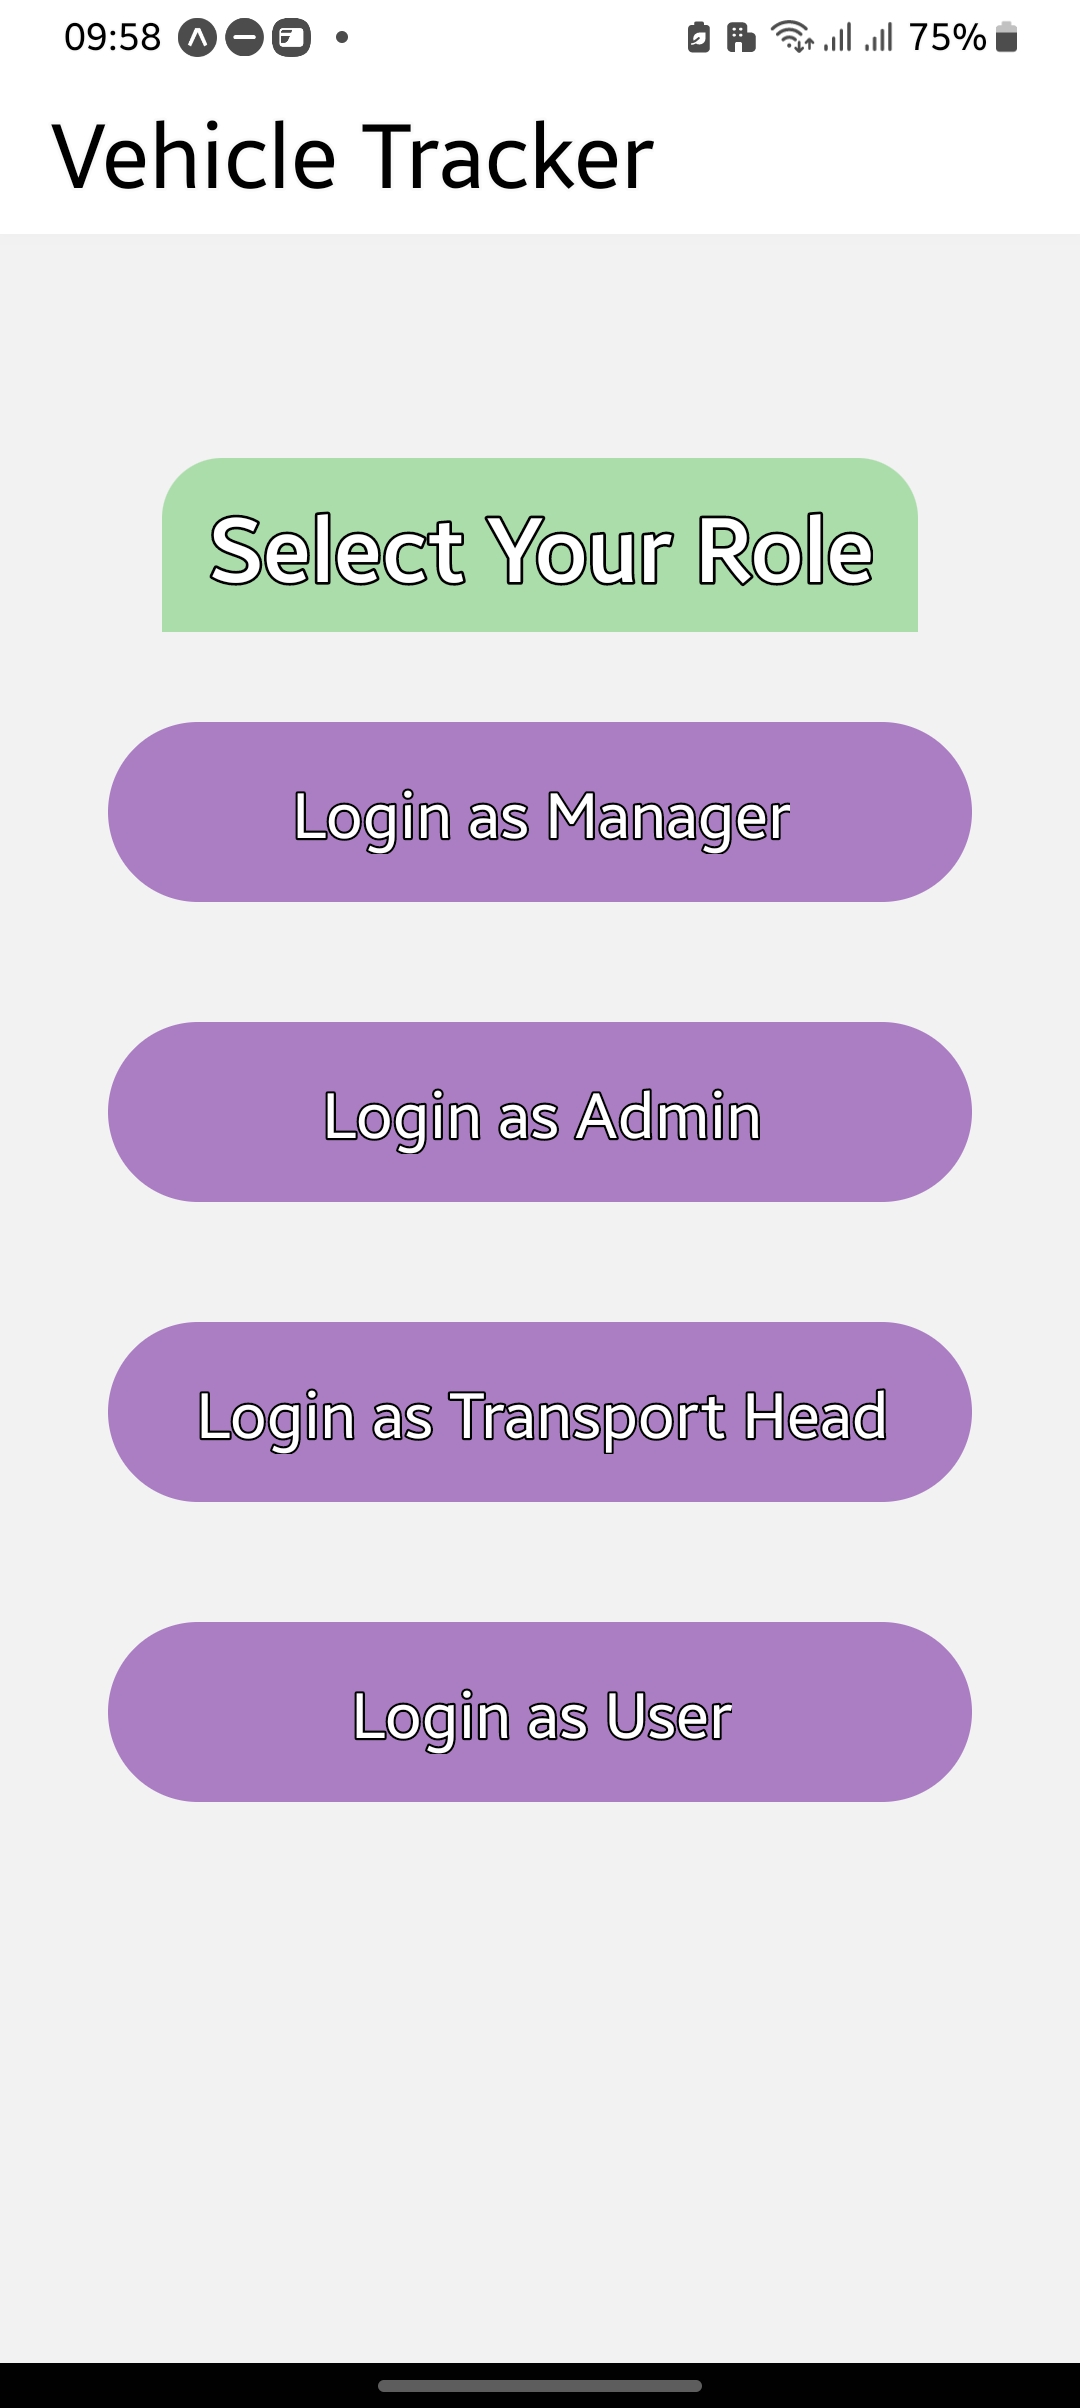 09:58 75%
Vehicle Tracker
Select Your Role
Login as Manager
Login as Admin
Login as Transport Head
Login as User